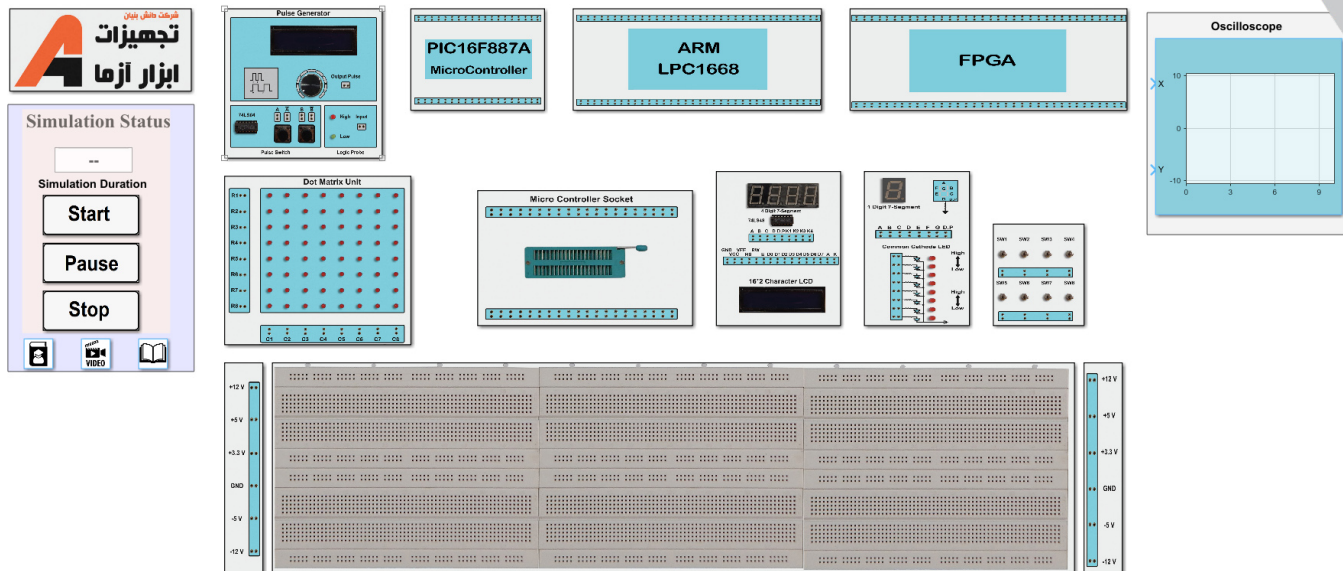 شرکت دانش بنیان
تجهیزات
ابزار آزما
Simulation Status
--
Simulation Duration
Start
Pause
Stop
VIDEO
Pulse Generator
Output Pulse
74LS04
High Input
Low
Pulse Switch
Logic Probe
PIC16F887A
MicroController
ARM
LPC1668
FPGA
Oscilloscope
X
Y
10
0
-10
0 3 6 9
Dot Matrix Unit
R1
R2
R3
R4
R5
R6
R7
R8
C1 C2 C3 C4 C5 C6 C7 C8
Micro Controller Socket
4 Digit 7-Segment
GND VFF RW
16*2 Character LCD
1 Digit 7-Segment
A B C D E F G D.P
Common Cathode LED
High
Low
High
Low
SW1 SW2 SW3 SW4
SW5 SW6 SW7 SW8
+12 V
+5 V
+3.3 V
GND
-5 V
-12 V
+12 V
+5 V
+3.3 V
GND
-5 V
-12 V